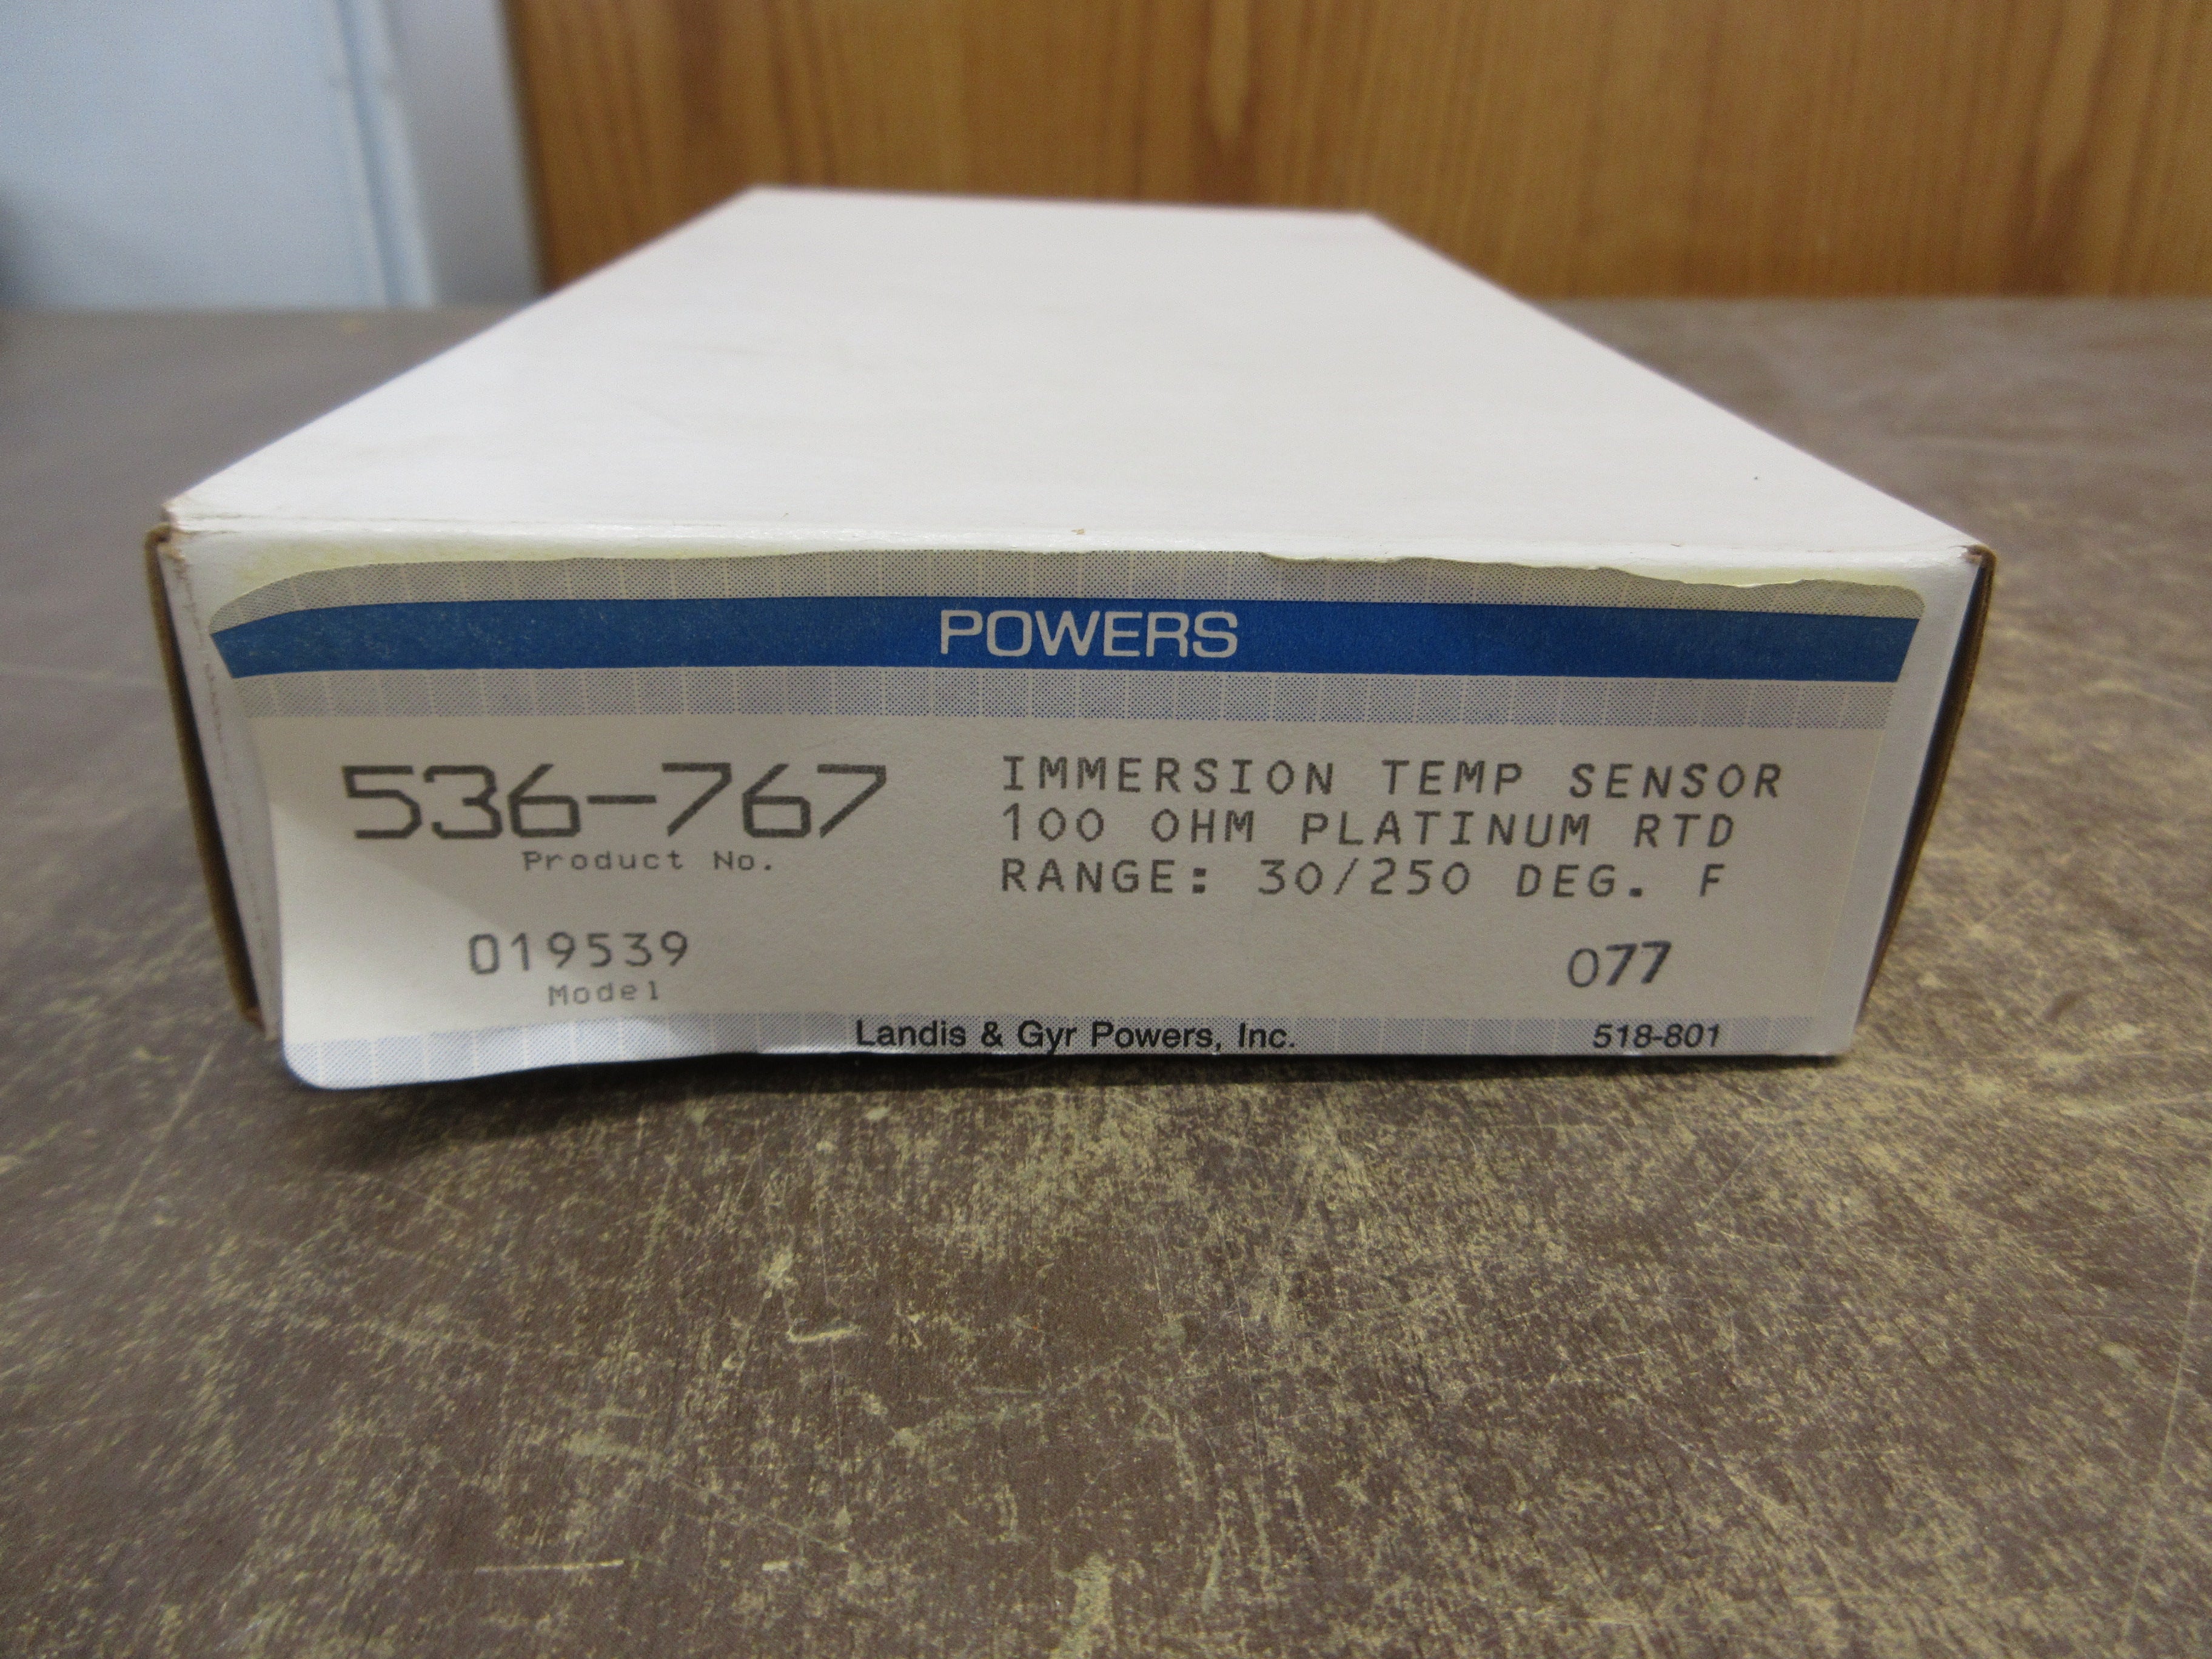 POWERS
536-767
Product No.
IMMERSION TEMP SENSOR
100 OHM PLATINUM RTD
RANGE: 30/250 DEG. F
019539
Model
077
Landis & Gyr Powers, Inc.
518-801